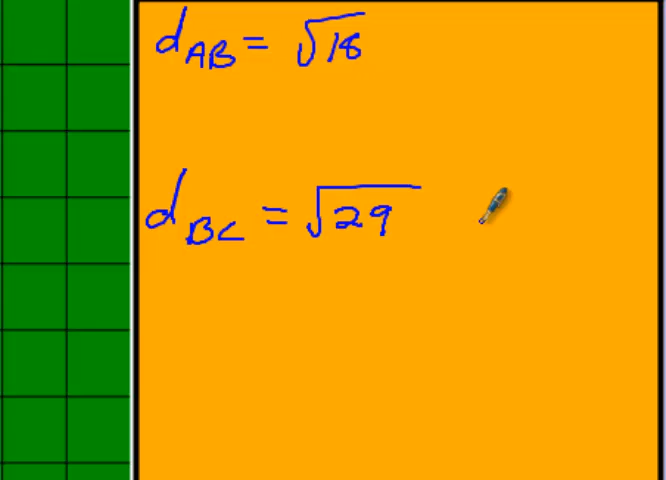 d_AB = √18
d_BC = √29